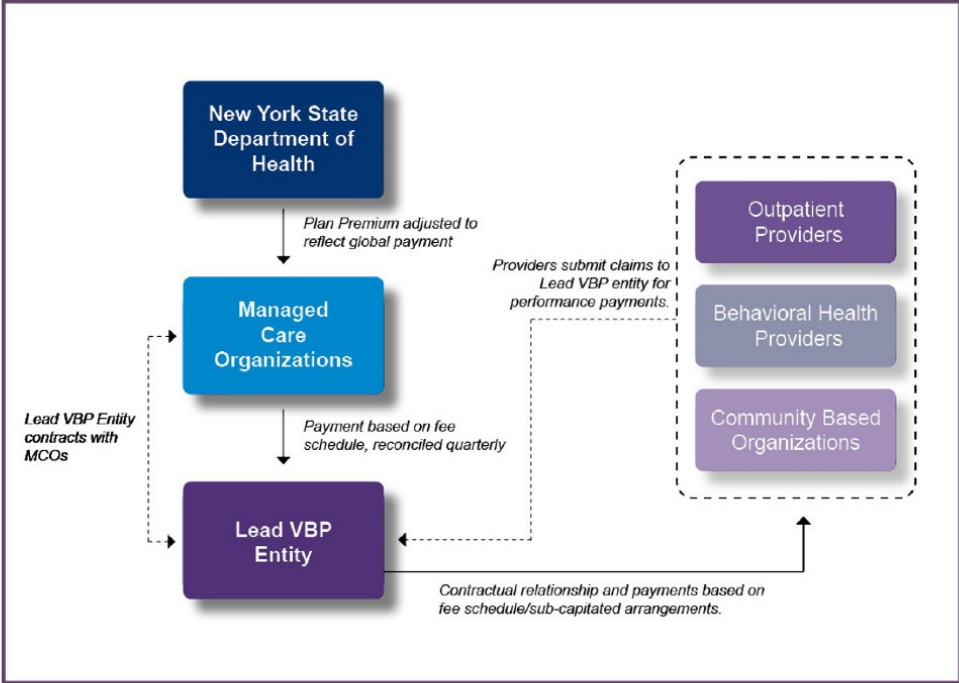 New York State
Department of
Health
Plan Premium adjusted to
reflect global payment
Managed
Care
Organizations
Lead VBP Entity
contracts with
MCOs
Payment based on fee
schedule, reconciled quarterly
Lead VBP
Entity
Providers submit claims to
Lead VBP entity for
performance payments.
Outpatient
Providers
Behavioral Health
Providers
Community Based
Organizations
Contractual relationship and payments based on
fee schedule/sub-capitated arrangements.